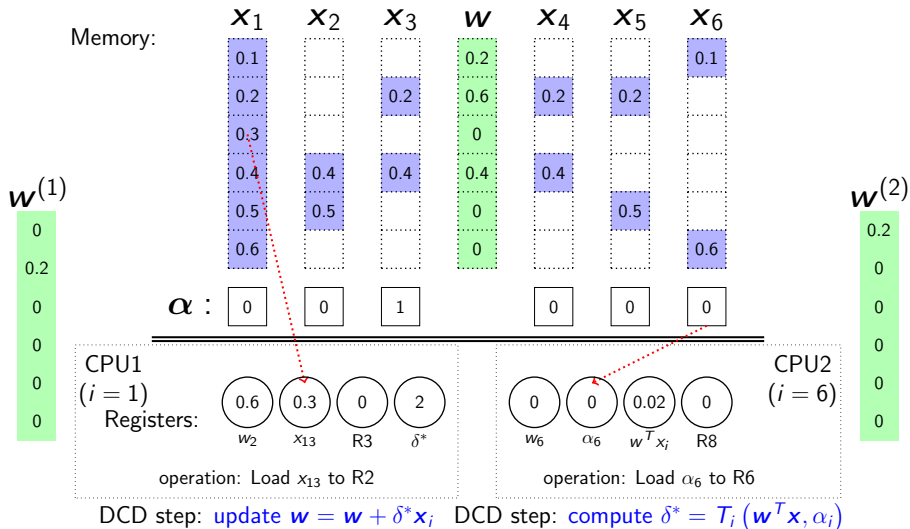 Memory: x₁ x₂ x₃ w x₄ x₅ x₆
0.1 0.2 0.1
0.2 0.2 0.6 0.2 0.2
0.3 0
0.4 0.4 0.4 0.4 0.4
0.5 0.5 0 0.5
0.6 0 0.6
w⁽¹⁾
0
0.2
0
0
0
0
w⁽²⁾
0.2
0
0
0
0
0
α : 0 0 1 0 0 0
CPU1
(i = 1)
Registers: 0.6 0.3 0 2
w₂ x₁₃ R3 δ*
operation: Load x₁₃ to R2
CPU2
(i = 6)
0 0 0.02 0
w₆ α₆ wᵀxᵢ R8
operation: Load α₆ to R6
DCD step: update w = w + δ*xᵢ DCD step: compute δ* = Tᵢ (wᵀx, αᵢ)